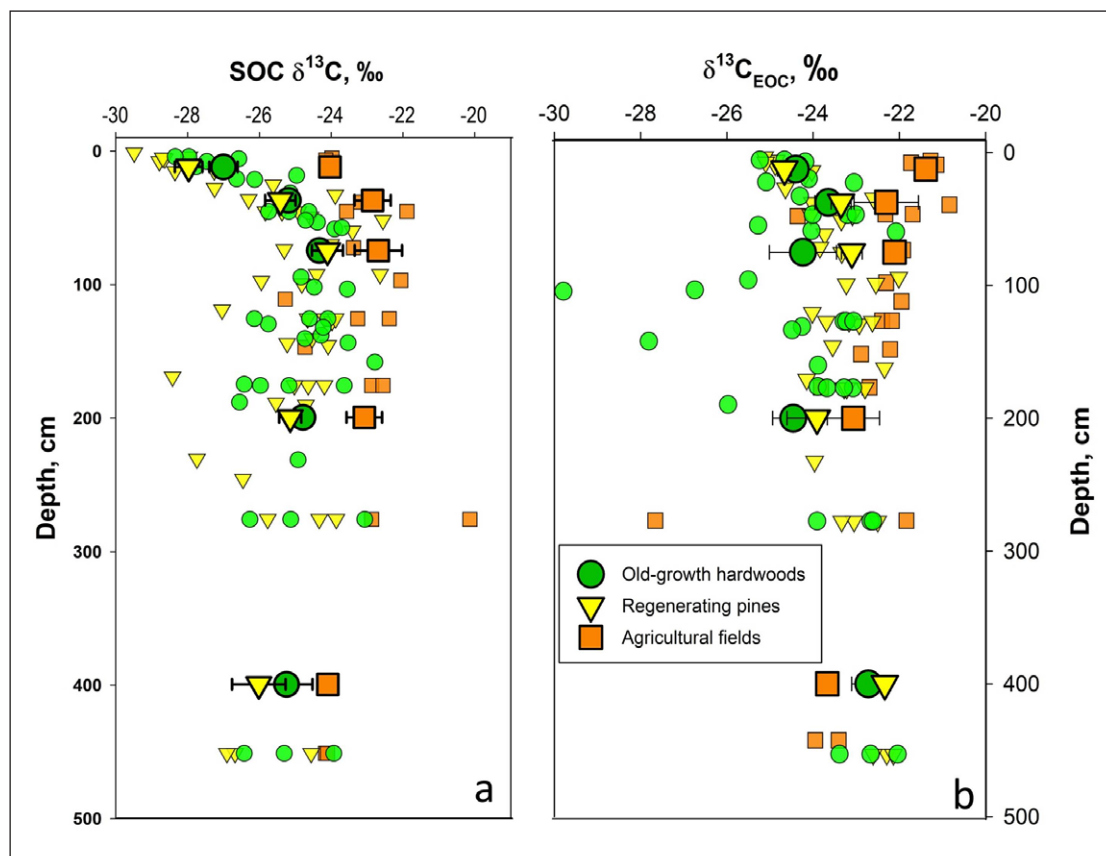 SOC δ¹³C, ‰
-30 -28 -26 -24 -22 -20
0
100
200
300
400
500
Depth, cm
a
δ¹³C_EOC, ‰
-30 -28 -26 -24 -22 -20
0
100
200
300
400
500
Depth, cm
Old-growth hardwoods
Regenerating pines
Agricultural fields
b